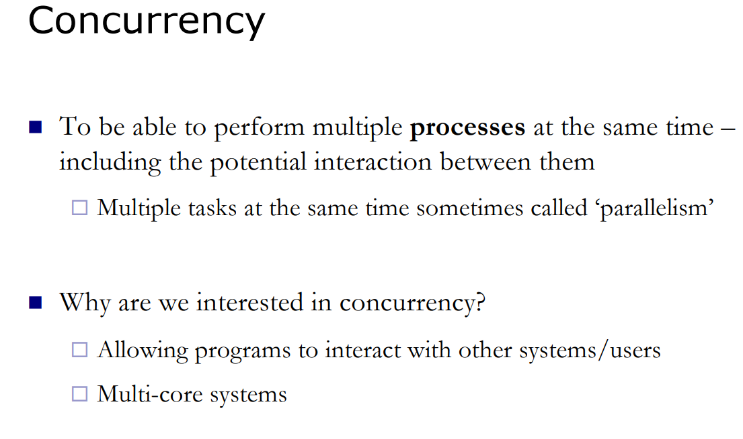 Concurrency
To be able to perform multiple processes at the same time –
including the potential interaction between them
Multiple tasks at the same time sometimes called ‘parallelism’
Why are we interested in concurrency?
Allowing programs to interact with other systems/users
Multi-core systems